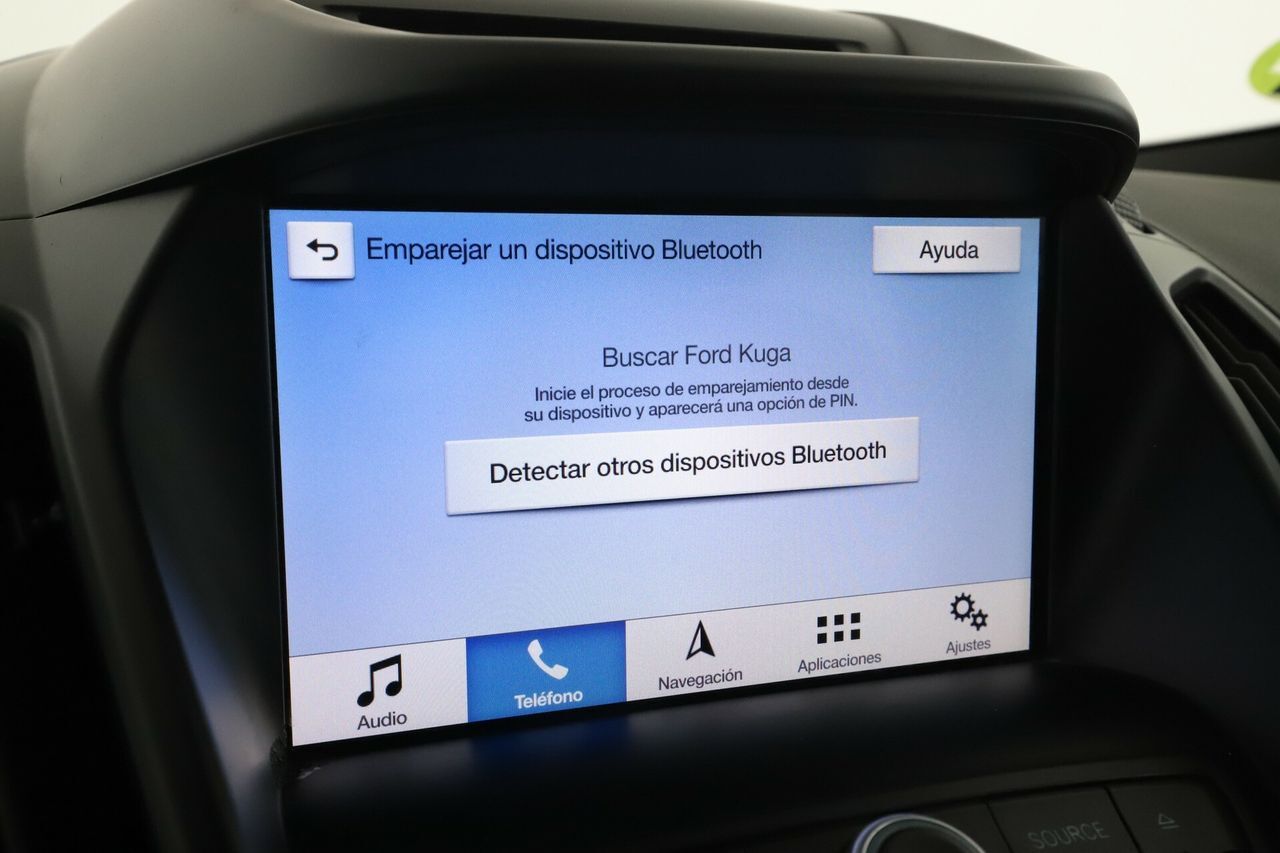 Emparejar un dispositivo Bluetooth
Ayuda
Buscar Ford Kuga
Inicie el proceso de emparejamiento desde
su dispositivo y aparecerá una opción de PIN.
Detectar otros dispositivos Bluetooth
Audio
Teléfono
Navegación
Aplicaciones
Ajustes
SOURCE